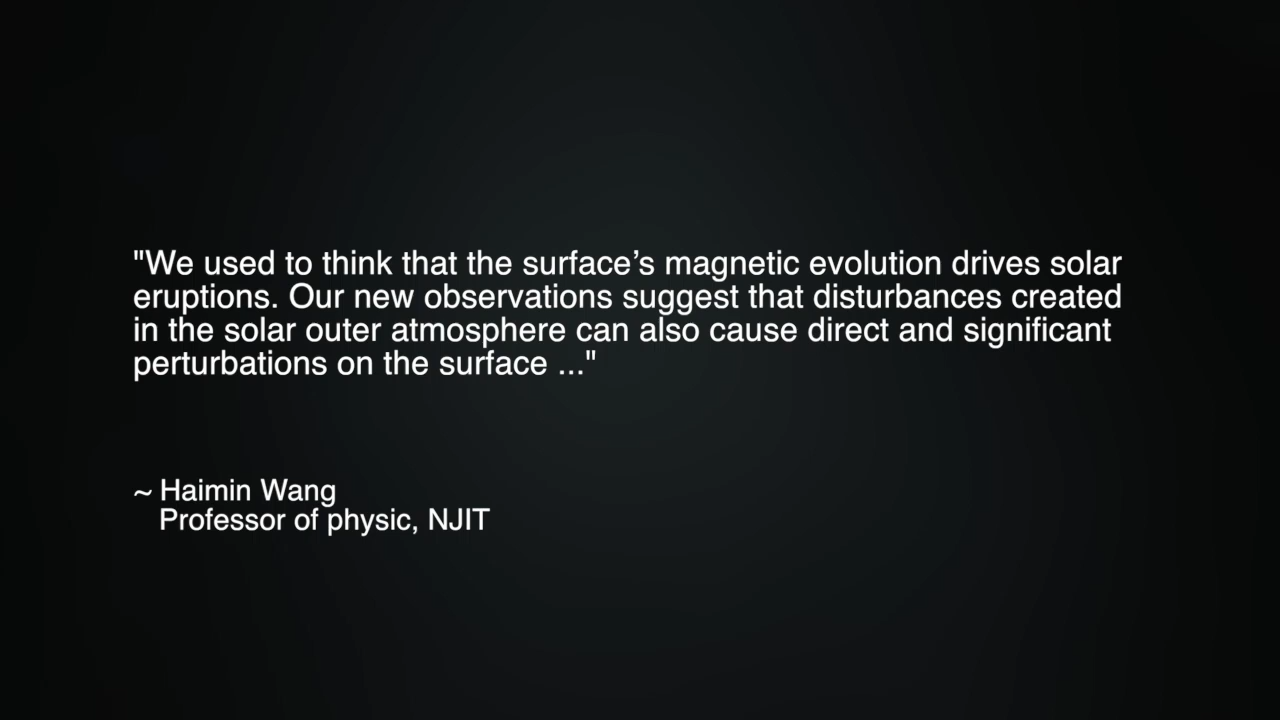 "We used to think that the surface’s magnetic evolution drives solar
eruptions. Our new observations suggest that disturbances created
in the solar outer atmosphere can also cause direct and significant
perturbations on the surface ..."
~ Haimin Wang
Professor of physic, NJIT